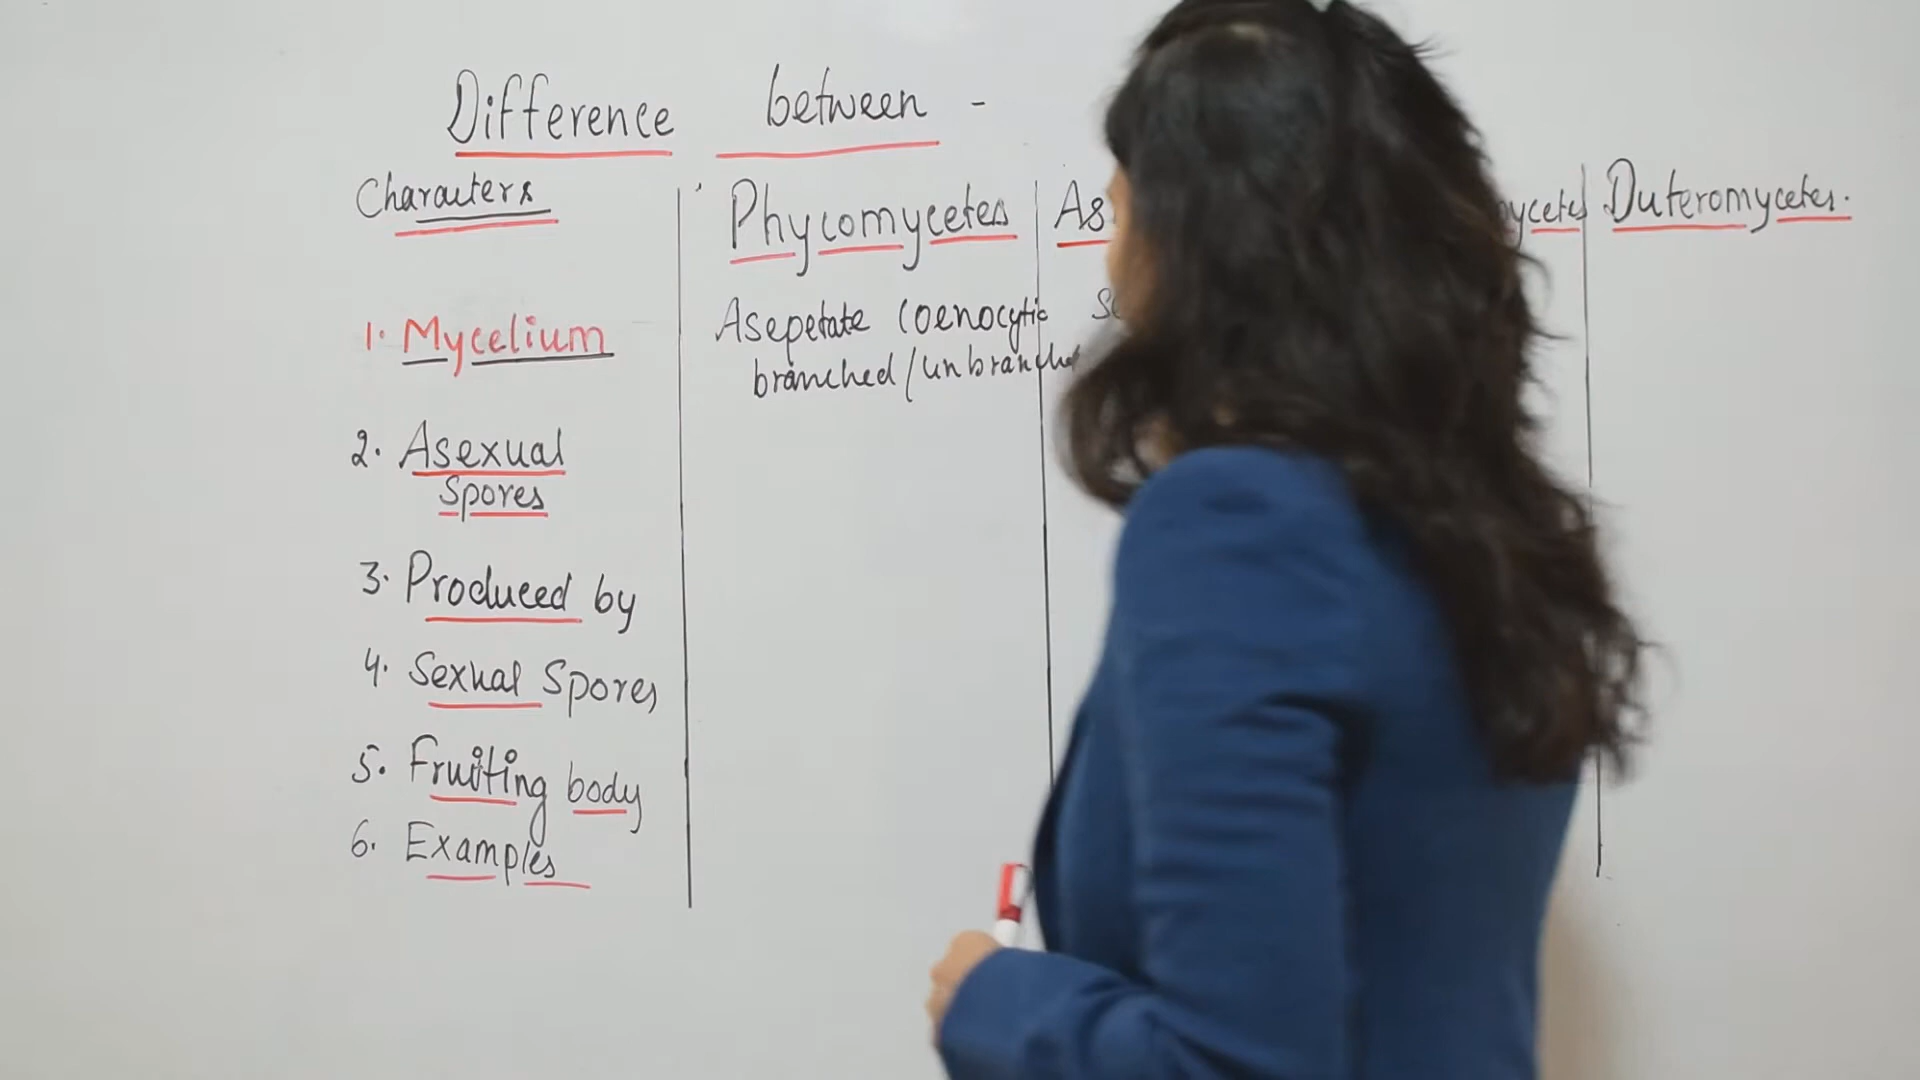 Difference between -
Characters Phycomycetes Duteromycetes.
1. Mycelium Asepetate Coenocytic
branched/unbranched
2. Asexual
Spores
3. Produced by
4. Sexual Spores
5. Fruiting body
6. Examples